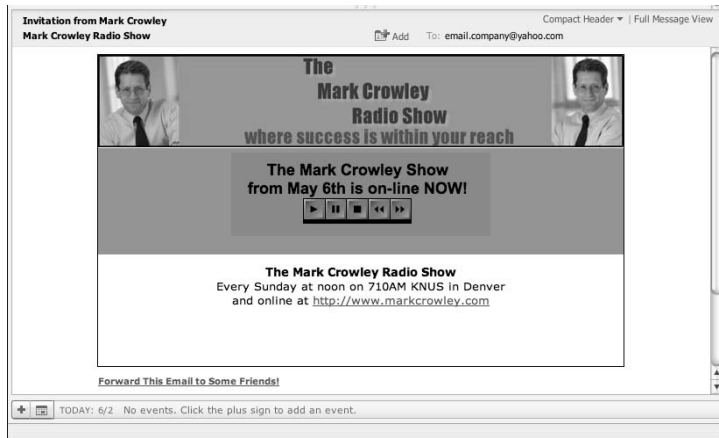 Invitation from Mark Crowley
Compact Header ▾ | Full Message View
Mark Crowley Radio Show
Add To: email.company@yahoo.com
The
Mark Crowley
Radio Show
where success is within your reach
The Mark Crowley Show
from May 6th is on-line NOW!
The Mark Crowley Radio Show
Every Sunday at noon on 710AM KNUS in Denver
and online at http://www.markcrowley.com
Forward This Email to Some Friends!
TODAY: 6/2 No events. Click the plus sign to add an event.